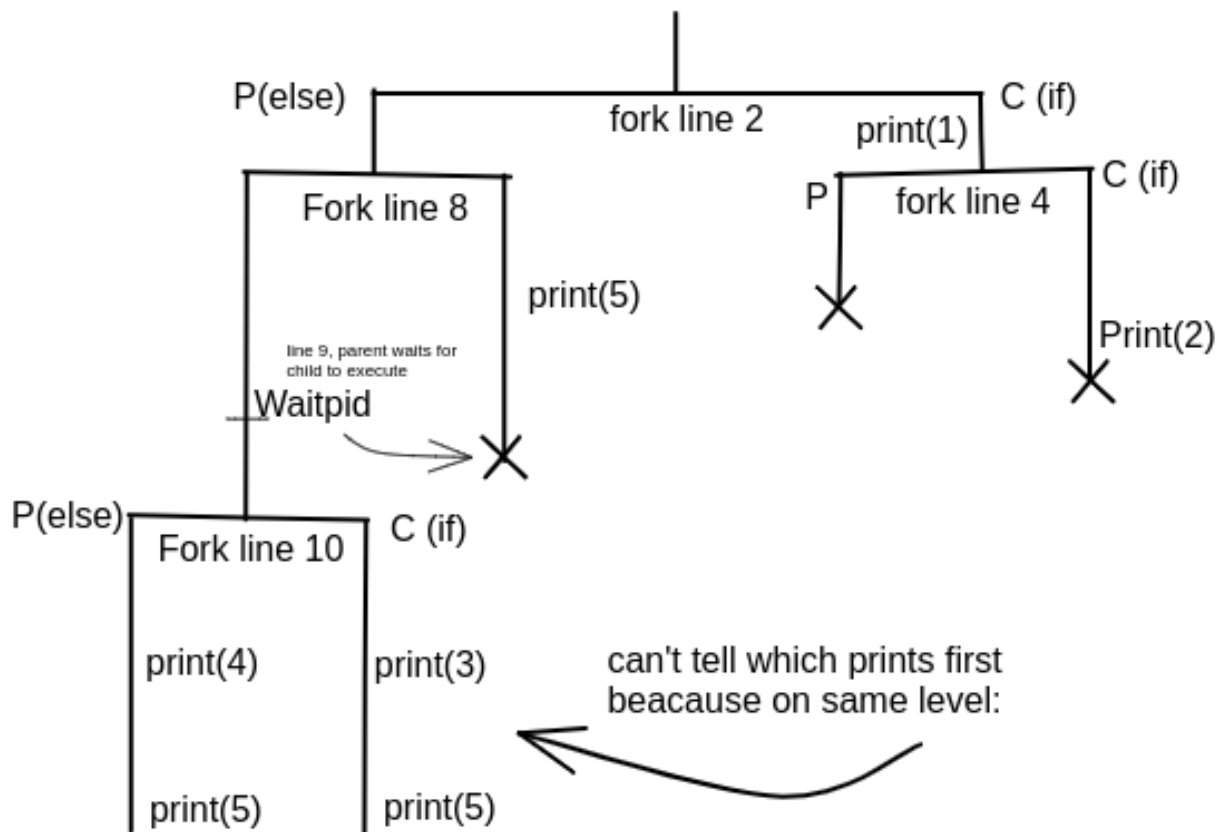 P(else)
fork line 2
C (if)
print(1)
P
fork line 4
C (if)
Fork line 8
print(5)
Print(2)
line 9, parent waits for
child to execute
Waitpid
P(else)
Fork line 10
C (if)
print(4)
print(3)
can't tell which prints first
beacause on same level:
print(5)
print(5)